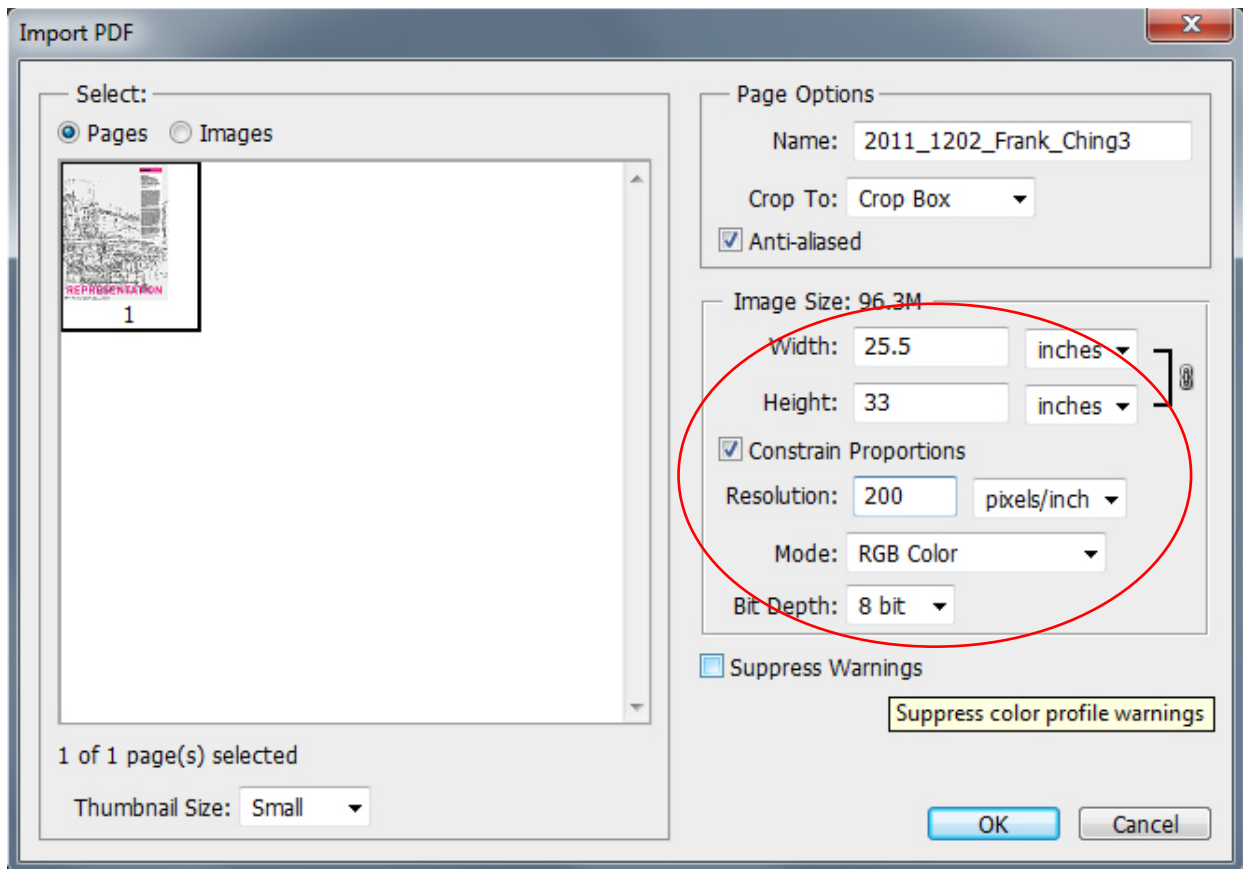 Import PDF
Select:
Pages Images
REPRESENTATION
1
1 of 1 page(s) selected
Thumbnail Size: Small
Page Options
Name: 2011_1202_Frank_Ching3
Crop To: Crop Box
Anti-aliased
Image Size: 96.3M
Width: 25.5 inches
Height: 33 inches
Constrain Proportions
Resolution: 200 pixels/inch
Mode: RGB Color
Bit Depth: 8 bit
Suppress Warnings
Suppress color profile warnings
OK Cancel